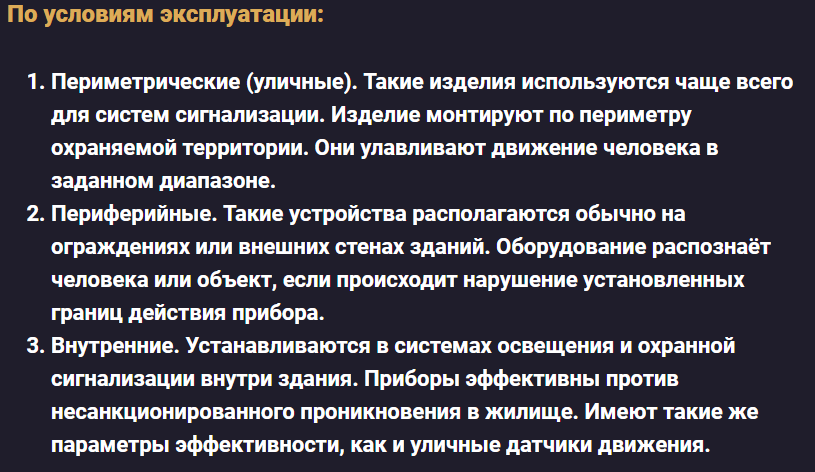 По условиям эксплуатации:
1. Периметрические (уличные). Такие изделия используются чаще всего
для систем сигнализации. Изделие монтируют по периметру
охраняемой территории. Они улавливают движение человека в
заданном диапазоне.
2. Периферийные. Такие устройства располагаются обычно на
ограждениях или внешних стенах зданий. Оборудование распознаёт
человека или объект, если происходит нарушение установленных
границ действия прибора.
3. Внутренние. Устанавливаются в системах освещения и охранной
сигнализации внутри здания. Приборы эффективны против
несанкционированного проникновения в жилище. Имеют такие же
параметры эффективности, как и уличные датчики движения.